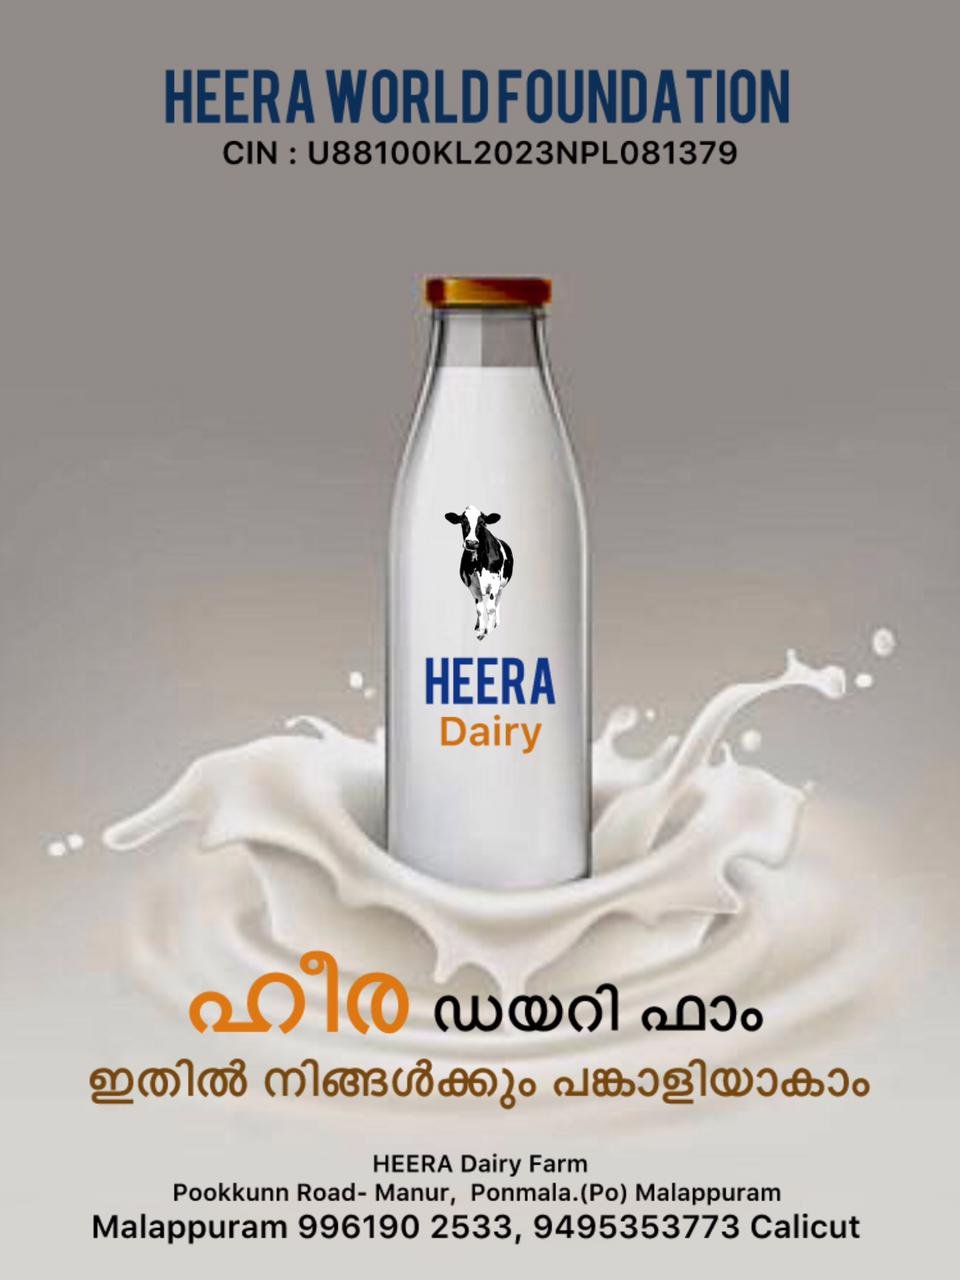 HEERA WORLD FOUNDATION
CIN : U88100KL2023NPL081379
HEERA
Dairy
ഹീര ഡയറി ഫാം
ഇതിൽ നിങ്ങൾക്കും പങ്കാളിയാകാം
HEERA Dairy Farm
Pookkunn Road- Manur, Ponmala.(Po) Malappuram
Malappuram 996190 2533, 9495353773 Calicut